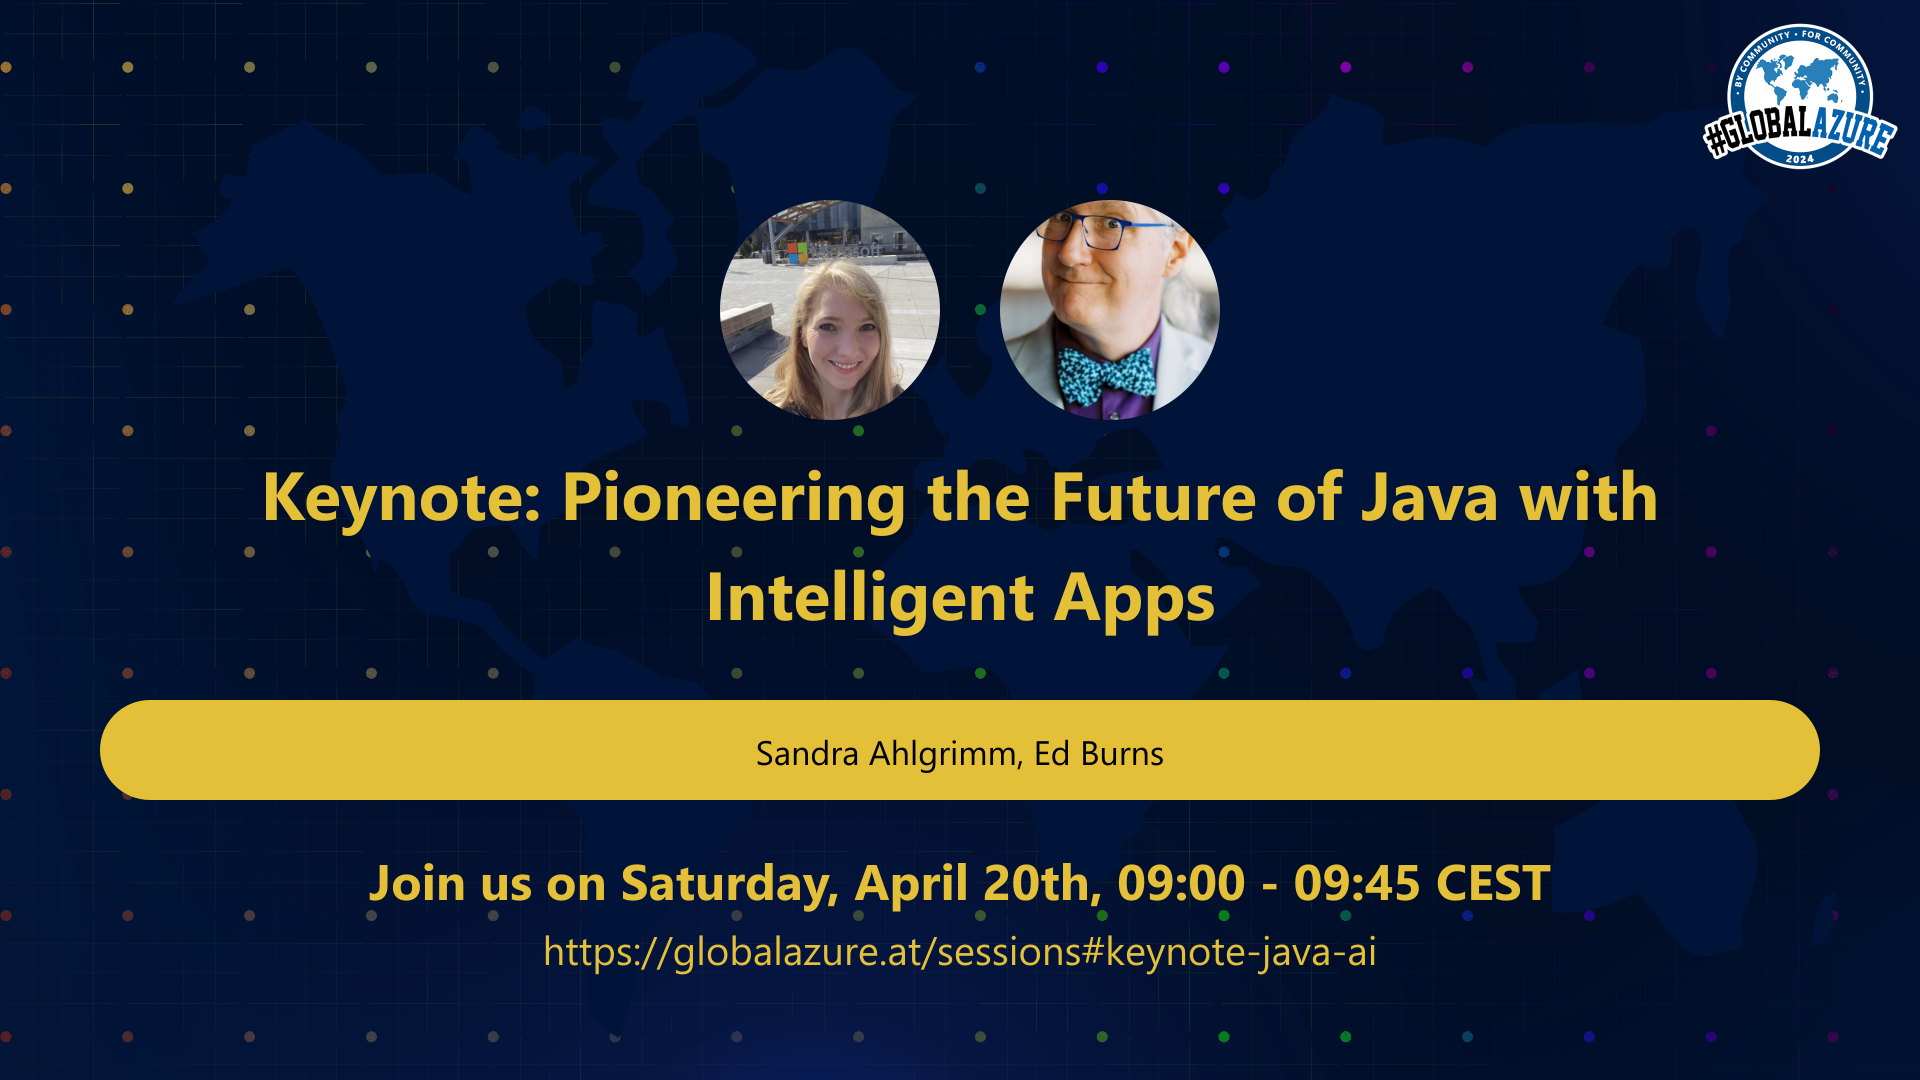 • BY COMMUNITY • FOR COMMUNITY •
#GLOBALAZURE
2024
Microsoft
Keynote: Pioneering the Future of Java with
Intelligent Apps
Sandra Ahlgrimm, Ed Burns
Join us on Saturday, April 20th, 09:00 - 09:45 CEST
https://globalazure.at/sessions#keynote-java-ai